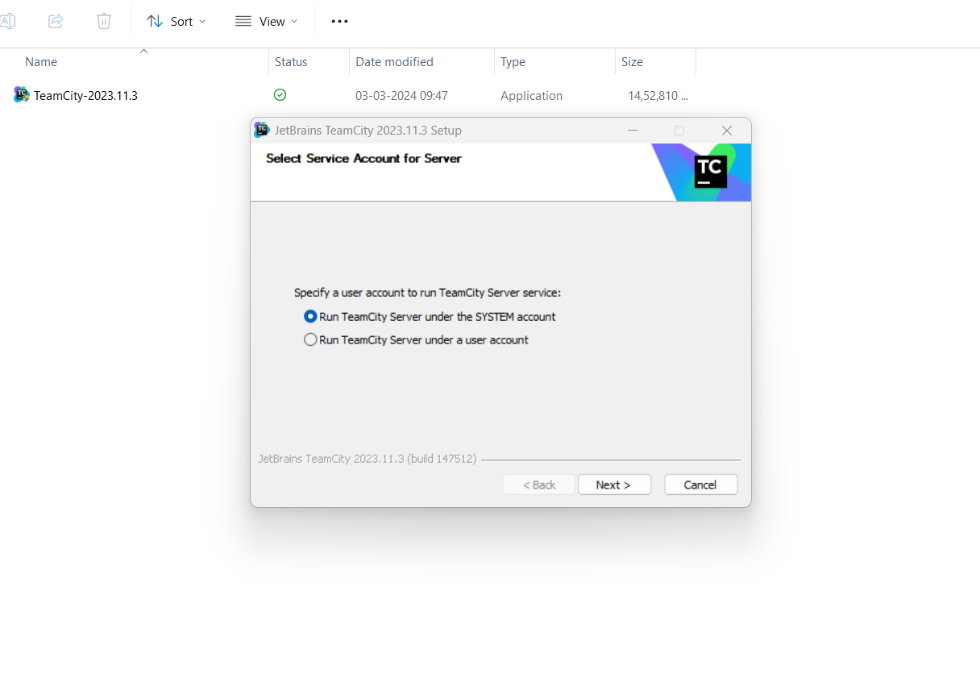 Sort View ...
Name Status Date modified Type Size
TeamCity-2023.11.3 03-03-2024 09:47 Application 14,52,810 ...
JetBrains TeamCity 2023.11.3 Setup
Select Service Account for Server
TC
Specify a user account to run TeamCity Server service:
Run TeamCity Server under the SYSTEM account
Run TeamCity Server under a user account
JetBrains TeamCity 2023.11.3 (build 147512)
< Back Next > Cancel